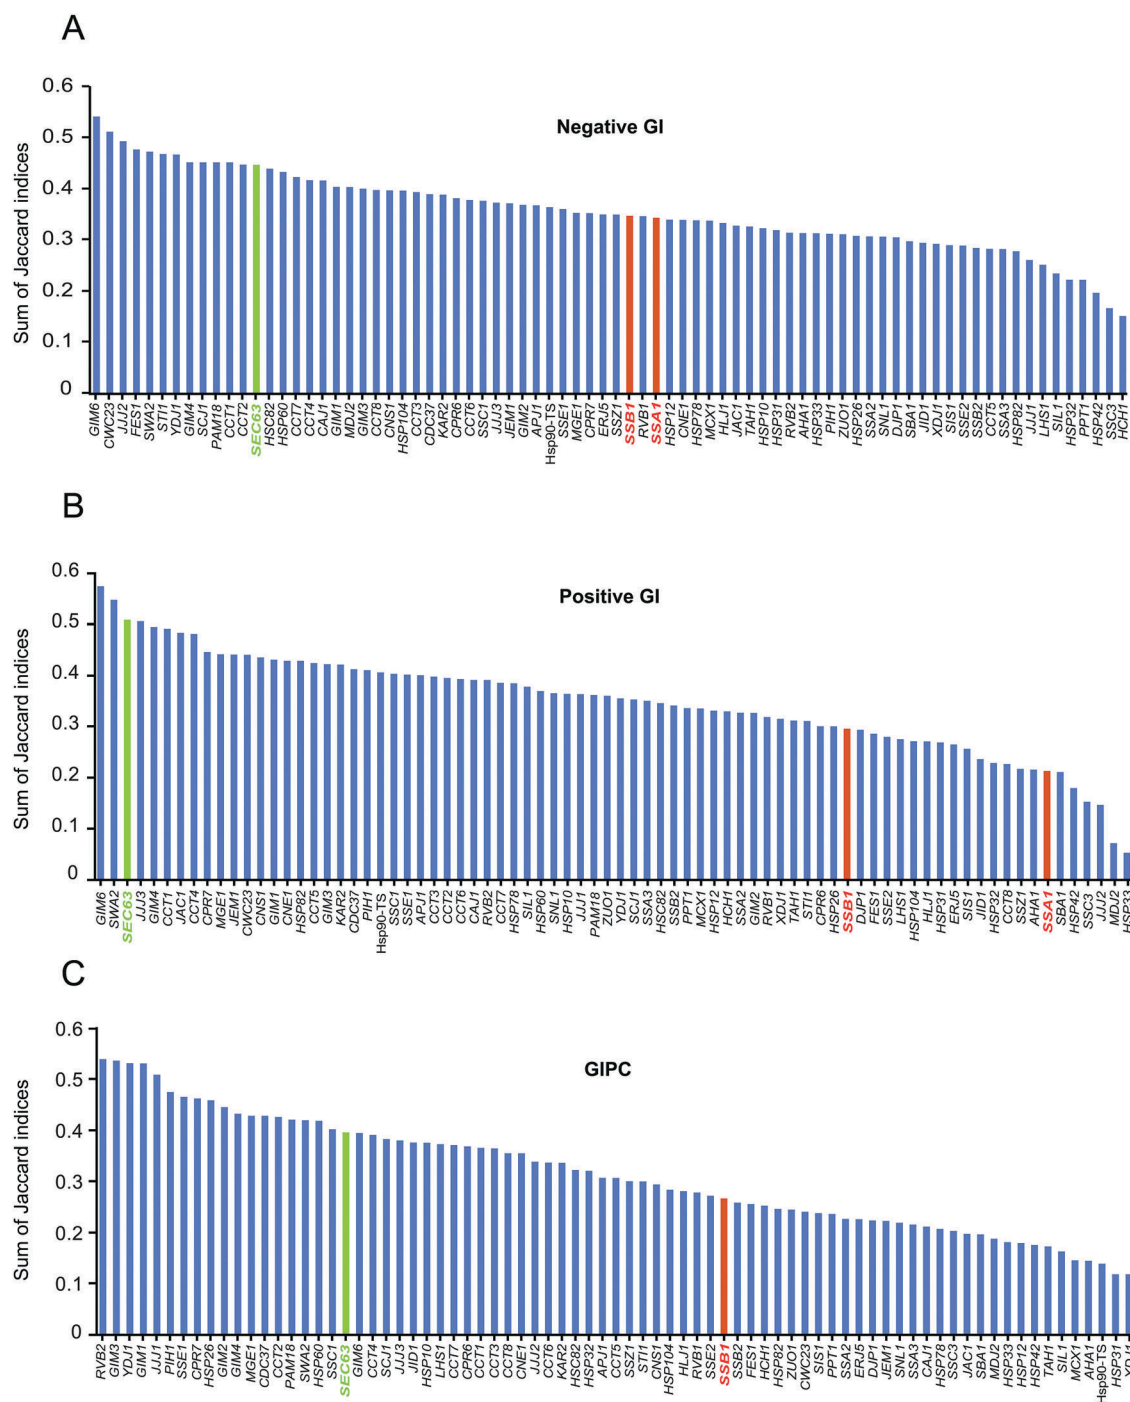 A
Negative GI
Sum of Jaccard indices
0.6
0.5
0.4
0.3
0.2
0.1
0
GIM6 CWC23 JJJ2 FES1 SWA2 STI1 YDJ1 GIM4 SCJ1 PAM18 CCT1 CCT2 SEC63 HSC82 HSP60 CCT7 CCT4 CAJ1 GIM1 MDJ2 GIM3 CCT8 CNS1 HSP104 CCT3 CDC37 KAR2 CPR6 CCT6 SSC1 JJJ3 JEM1 GIM2 APJ1 Hsp90-TS SSE1 MGE1 CPR7 ERJ5 SSZ1 SSB1 RVB1 SSA1 HSP12 CNE1 HSP78 MCX1 HLJ1 JAC1 TAH1 HSP10 HSP31 RVB2 AHA1 HSP33 PIH1 ZUO1 HSP26 SSA2 SNL1 DJP1 SBA1 JID1 XDJ1 SIS1 SSE2 SSB2 CCT5 SSA3 HSP82 JJJ1 LHS1 SIL1 HSP32 PPT1 HSP42 SSC3 HCH1
B
Positive GI
Sum of Jaccard indices
0.6
0.5
0.4
0.3
0.2
0.1
0
GIM6 SWA2 SEC63 JJJ3 GIM4 CCT1 JAC1 CCT4 CPR7 MGE1 JEM1 CWC23 CNS1 GIM1 CNE1 HSP82 CCT5 GIM3 KAR2 CDC37 PIH1 Hsp90-TS SSC1 SSE1 APJ1 CCT3 CCT2 CCT6 CAJ1 RVB2 CCT7 HSP78 SIL1 HSP60 SNL1 HSP10 JJJ1 PAM18 ZUO1 YDJ1 SCJ1 SSA3 HSC82 SSB2 PPT1 MCX1 HSP12 HCH1 SSA2 GIM2 RVB1 XDJ1 TAH1 STI1 CPR6 HSP26 SSB1 DJP1 FES1 SSE2 LHS1 HSP104 HLJ1 HSP31 ERJ5 SIS1 JID1 HSP32 CCT8 SSZ1 AHA1 SSA1 SBA1 HSP42 SSC3 JJJ2 MDJ2 HSP33
C
GIPC
Sum of Jaccard indices
0.6
0.5
0.4
0.3
0.2
0.1
0
RVB2 GIM3 YDJ1 GIM1 JJJ1 PIH1 SSE1 CPR7 HSP26 GIM2 GIM4 MGE1 CDC37 CCT2 PAM18 SWA2 HSP60 SSC1 SEC63 GIM6 CCT4 SCJ1 JJJ3 JID1 HSP10 LHS1 CCT7 CPR6 CCT1 CCT3 CCT8 CNE1 JJJ2 CCT6 KAR2 HSC82 HSP32 APJ1 CCT5 SSZ1 STI1 CNS1 HSP104 HLJ1 RVB1 SSE2 SSB1 SSB2 FES1 HCH1 HSP82 ZUO1 CWC23 SIS1 PPT1 SSA2 ERJ5 DJP1 JEM1 SNL1 SSA3 CAJ1 HSP78 SSC3 JAC1 SBA1 MDJ2 HSP33 HSP12 HSP42 TAH1 SIL1 MCX1 AHA1 Hsp90-TS HSP31